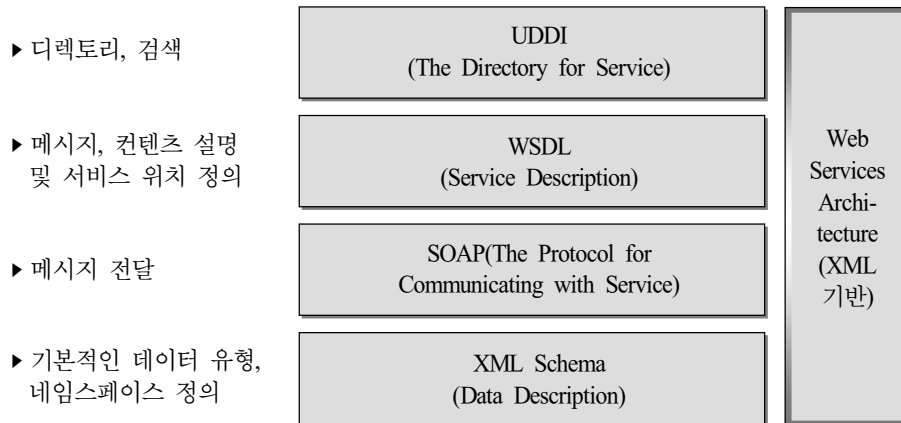 ▶ 디렉토리, 검색
UDDI
(The Directory for Service)
▶ 메시지, 컨텐츠 설명
및 서비스 위치 정의
WSDL
(Service Description)
▶ 메시지 전달
SOAP(The Protocol for
Communicating with Service)
▶ 기본적인 데이터 유형,
네임스페이스 정의
XML Schema
(Data Description)
Web
Services
Archi-
tecture
(XML
기반)